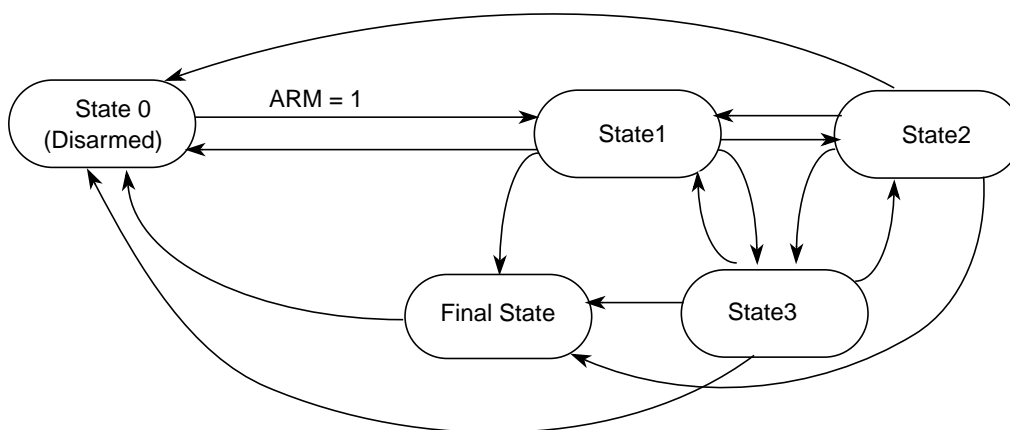 State 0
(Disarmed)
ARM = 1
State1
State2
Final State
State3